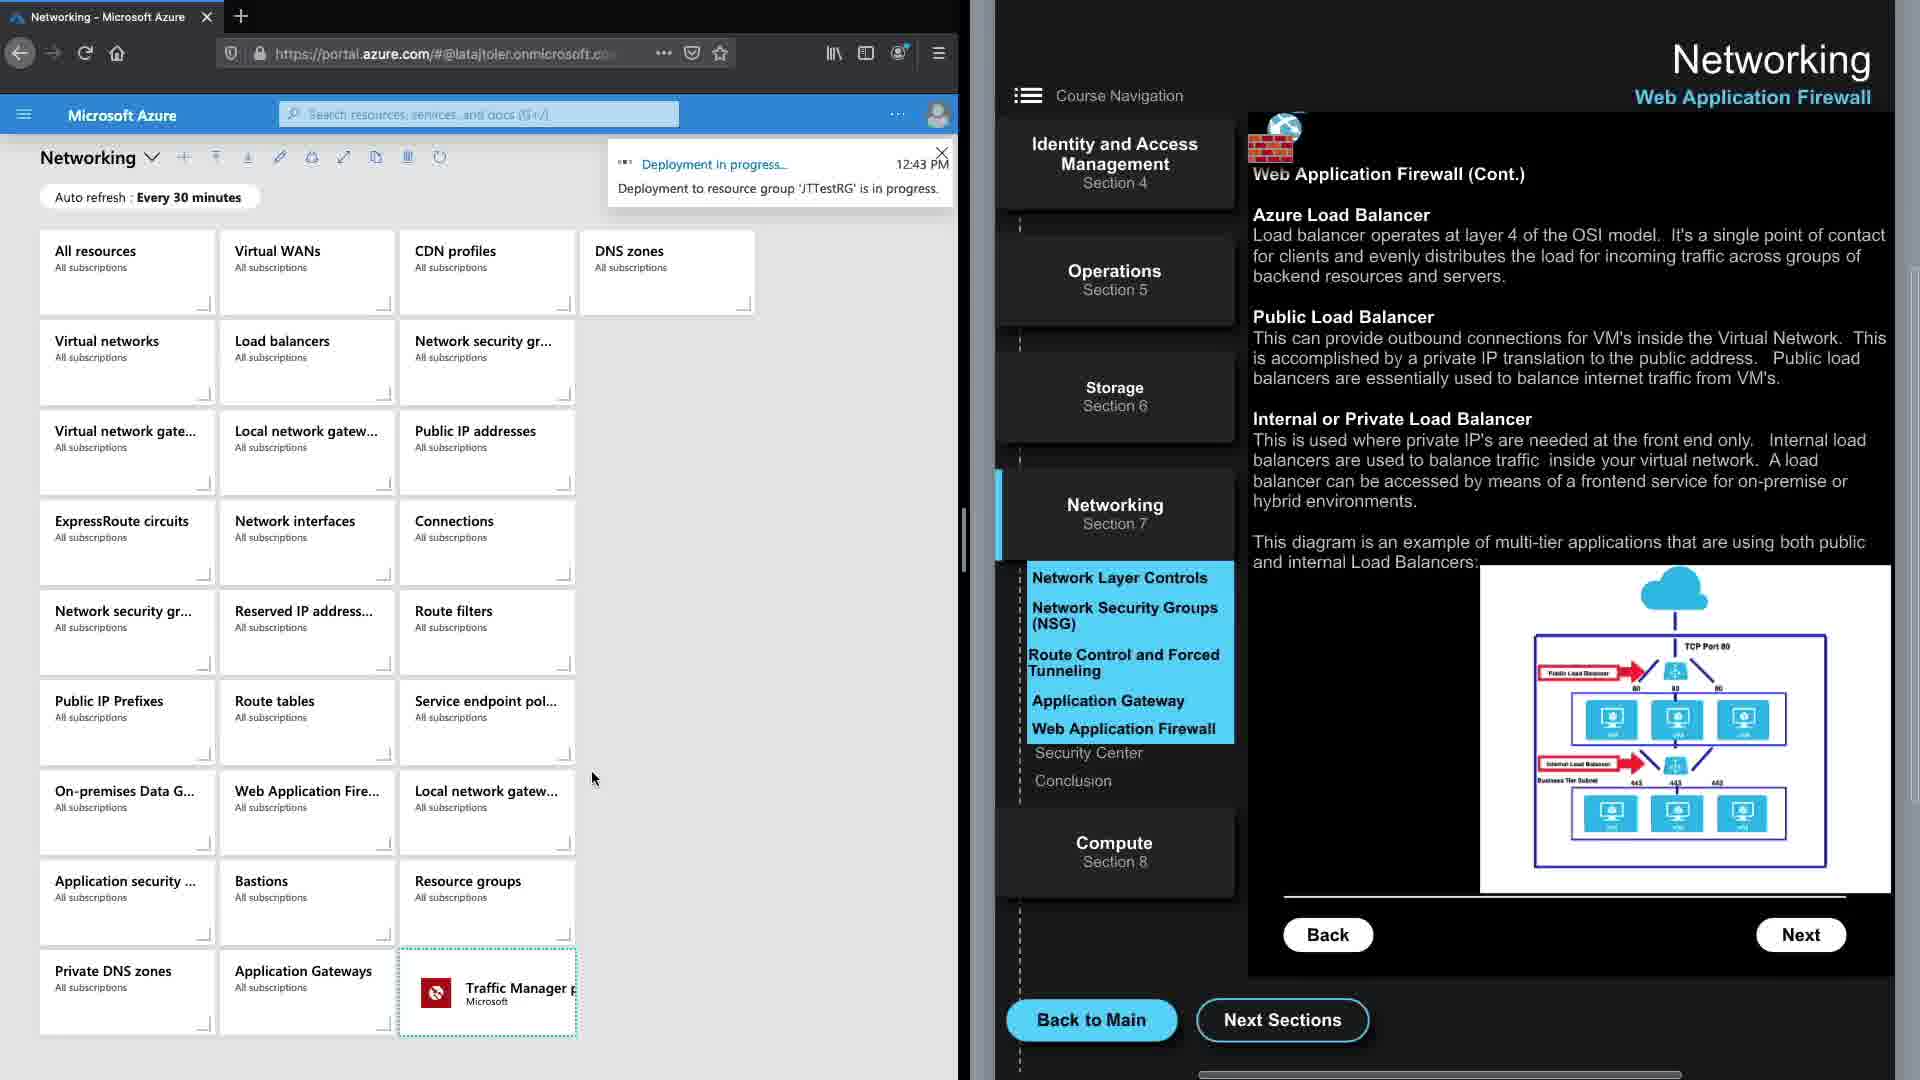 Networking - Microsoft Azure
https://portal.azure.com/#@latajtoler.onmicrosoft.co
Microsoft Azure
Search resources, services, and docs (G+/)
Networking
Deployment in progress...
12:43 PM
Deployment to resource group 'JTTestRG' is in progress.
Auto refresh : Every 30 minutes
All resources
All subscriptions
Virtual WANs
All subscriptions
CDN profiles
All subscriptions
DNS zones
All subscriptions
Virtual networks
All subscriptions
Load balancers
All subscriptions
Network security gr...
All subscriptions
Virtual network gate...
All subscriptions
Local network gatew...
All subscriptions
Public IP addresses
All subscriptions
ExpressRoute circuits
All subscriptions
Network interfaces
All subscriptions
Connections
All subscriptions
Network security gr...
All subscriptions
Reserved IP address...
All subscriptions
Route filters
All subscriptions
Public IP Prefixes
All subscriptions
Route tables
All subscriptions
Service endpoint pol...
All subscriptions
On-premises Data G...
All subscriptions
Web Application Fire...
All subscriptions
Local network gatew...
All subscriptions
Application security ...
All subscriptions
Bastions
All subscriptions
Resource groups
All subscriptions
Private DNS zones
All subscriptions
Application Gateways
All subscriptions
Traffic Manager p
Microsoft
Networking
Web Application Firewall
Course Navigation
Identity and Access
Management
Section 4
Operations
Section 5
Storage
Section 6
Networking
Section 7
Network Layer Controls
Network Security Groups
(NSG)
Route Control and Forced
Tunneling
Application Gateway
Web Application Firewall
Security Center
Conclusion
Compute
Section 8
Web Application Firewall (Cont.)
Azure Load Balancer
Load balancer operates at layer 4 of the OSI model. It's a single point of contact
for clients and evenly distributes the load for incoming traffic across groups of
backend resources and servers.
Public Load Balancer
This can provide outbound connections for VM's inside the Virtual Network. This
is accomplished by a private IP translation to the public address. Public load
balancers are essentially used to balance internet traffic from VM's.
Internal or Private Load Balancer
This is used where private IP's are needed at the front end only. Internal load
balancers are used to balance traffic inside your virtual network. A load
balancer can be accessed by means of a frontend service for on-premise or
hybrid environments.
This diagram is an example of multi-tier applications that are using both public
and internal Load Balancers:
TCP Port 80
Public Load Balancer
80 80 80
VM VM VM
Internal Load Balancer
Business Tier Subnet
443 443 443
VM VM VM
Back
Next
Back to Main
Next Sections